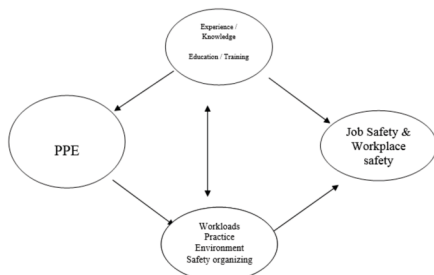 Experience /
Knowledge
Education / Training
PPE
Job Safety &
Workplace
safety
Workloads
Practice
Environment
Safety organizing